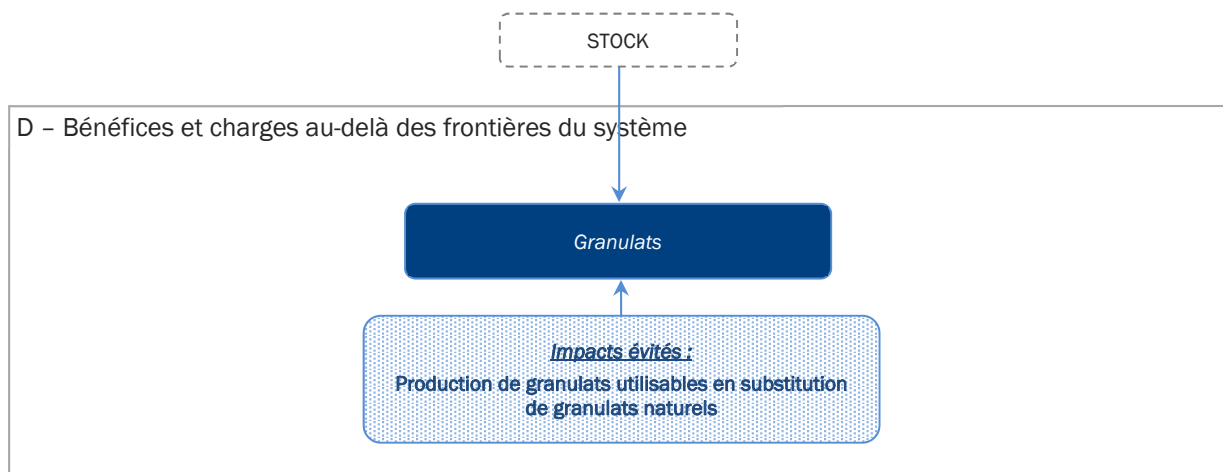 STOCK
D – Bénéfices et charges au-delà des frontières du système
Granulats
Impacts évités :
Production de granulats utilisables en substitution
de granulats naturels